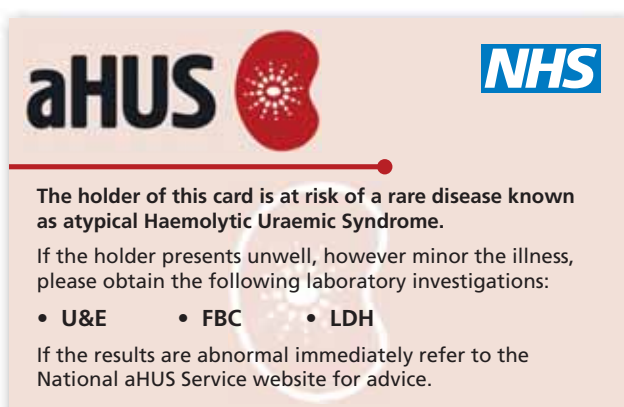 aHUS
NHS
The holder of this card is at risk of a rare disease known
as atypical Haemolytic Uraemic Syndrome.
If the holder presents unwell, however minor the illness,
please obtain the following laboratory investigations:
• U&E • FBC • LDH
If the results are abnormal immediately refer to the
National aHUS Service website for advice.